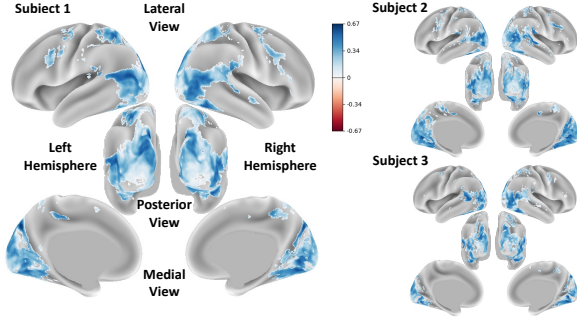 Subject 1
Lateral
View
Left
Hemisphere
Right
Hemisphere
Posterior
View
Medial
View
0.67
0.34
0
-0.34
-0.67
Subject 2
Subject 3